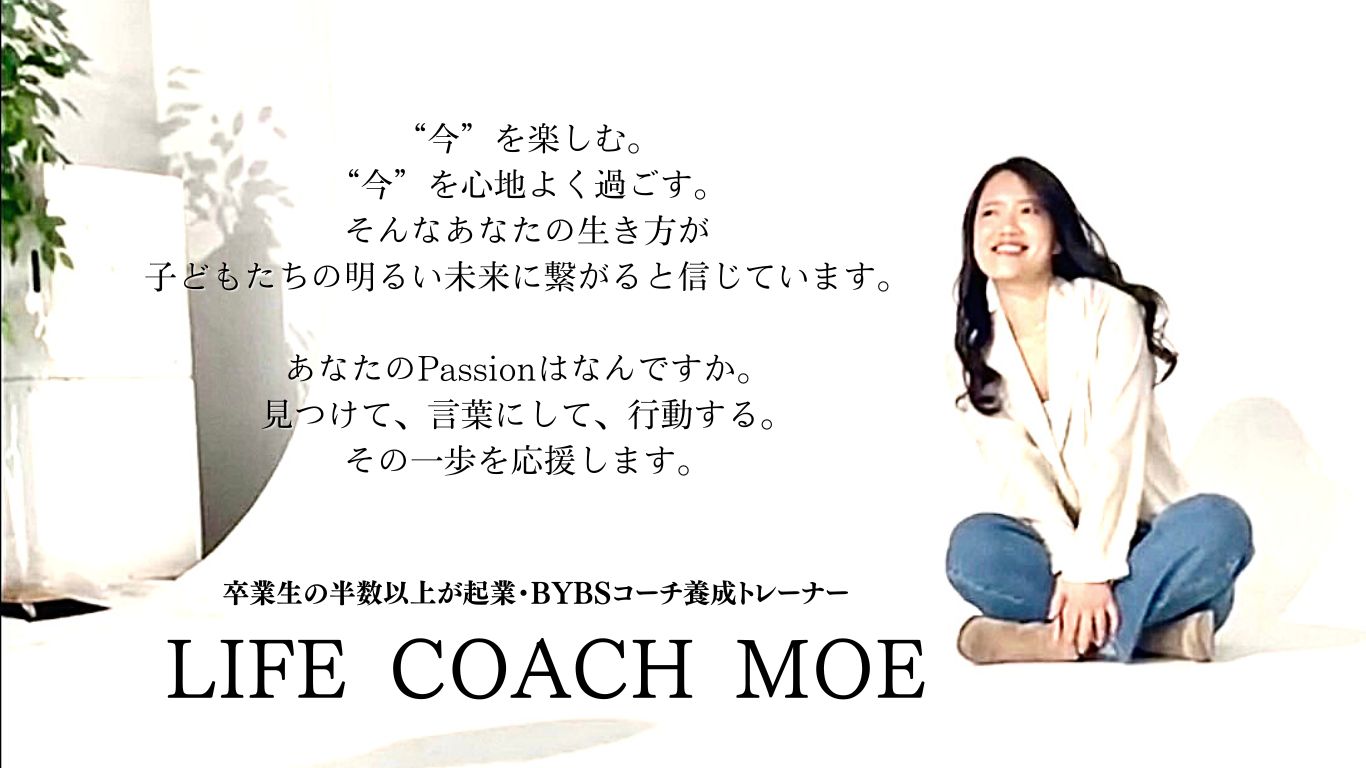 “今”を楽しむ。
“今”を心地よく過ごす。
そんなあなたの生き方が
子どもたちの明るい未来に繋がると信じています。
あなたのPassionはなんですか。
見つけて、言葉にして、行動する。
その一歩を応援します。
卒業生の半数以上が起業・BYBSコーチ養成トレーナー
LIFE COACH MOE